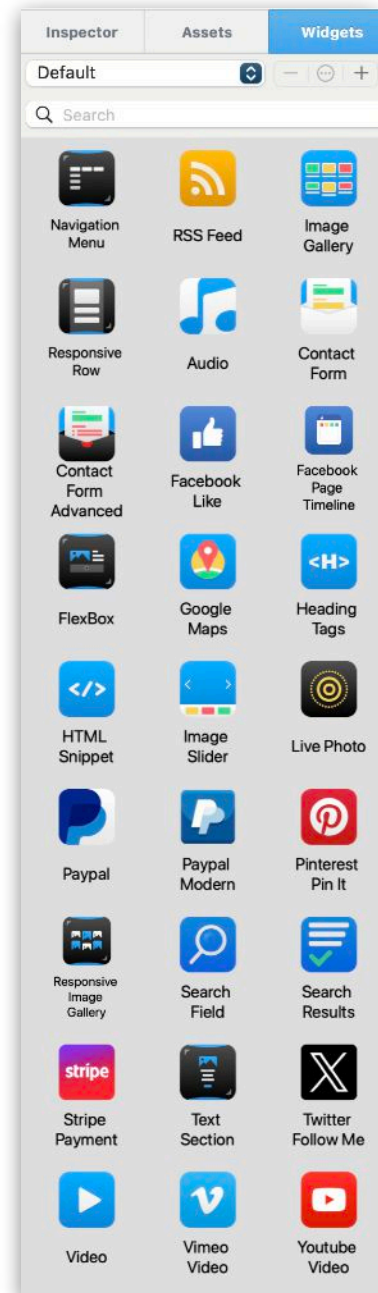 Inspector Assets Widgets
Default
Search
Navigation Menu
RSS Feed
Image Gallery
Responsive Row
Audio
Contact Form
Contact Form Advanced
Facebook Like
Facebook Page Timeline
FlexBox
Google Maps
<H>
Heading Tags
</>
HTML Snippet
Image Slider
Live Photo
Paypal
Paypal Modern
Pinterest Pin It
Responsive Image Gallery
Search Field
Search Results
stripe
Stripe Payment
Text Section
Twitter Follow Me
Video
Vimeo Video
Youtube Video